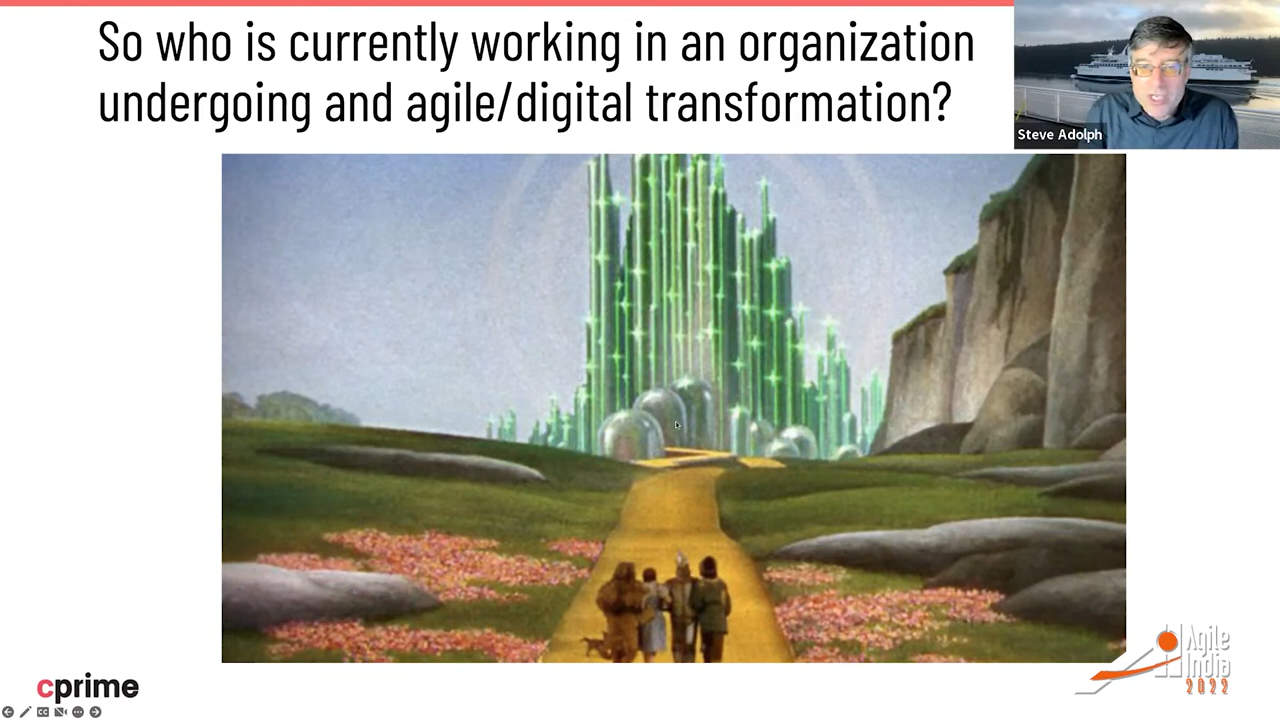 So who is currently working in an organization
undergoing and agile/digital transformation?
Steve Adolph
cprime
Agile
India
2022